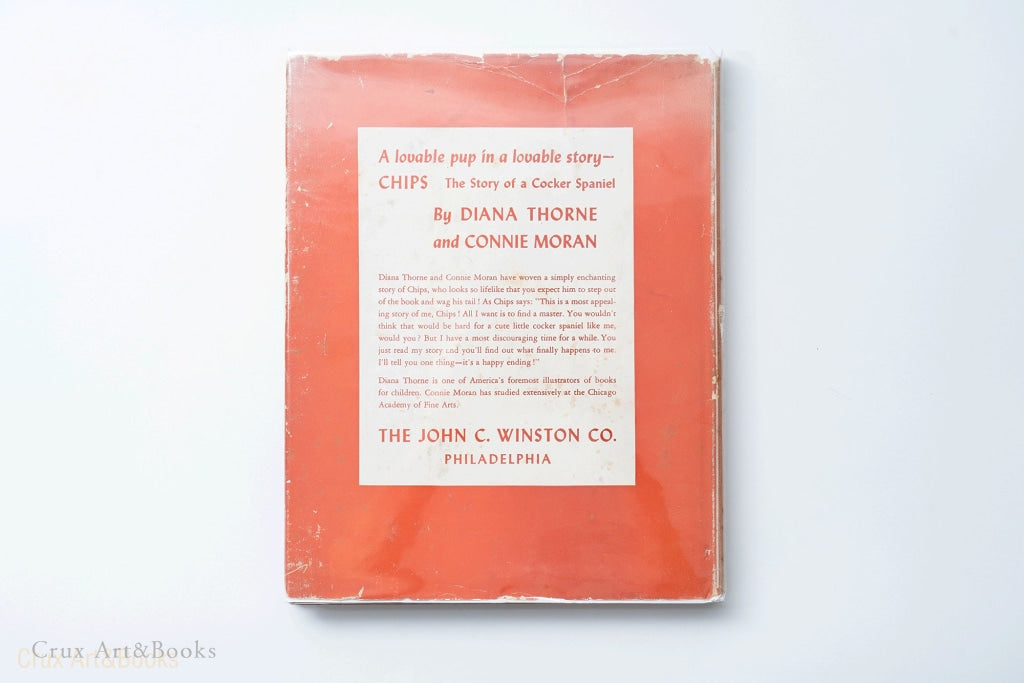 A lovable pup in a lovable story—
CHIPS The Story of a Cocker Spaniel
By DIANA THORNE
and CONNIE MORAN
Diana Thorne and Connie Moran have woven a simply enchanting
story of Chips, who looks so lifelike that you expect him to step out
of the book and wag his tail! As Chips says: "This is a most appeal-
ing story of me, Chips! All I want is to find a master. You wouldn't
think that would be hard for a cute little cocker spaniel like me,
would you? But I have a most discouraging time for a while. You
just read my story and you'll find out what finally happens to me.
I'll tell you one thing—it's a happy ending!"
Diana Thorne is one of America's foremost illustrators of books
for children. Connie Moran has studied extensively at the Chicago
Academy of Fine Arts.
THE JOHN C. WINSTON CO.
PHILADELPHIA
Crux Art&Books
Crux Art&Books